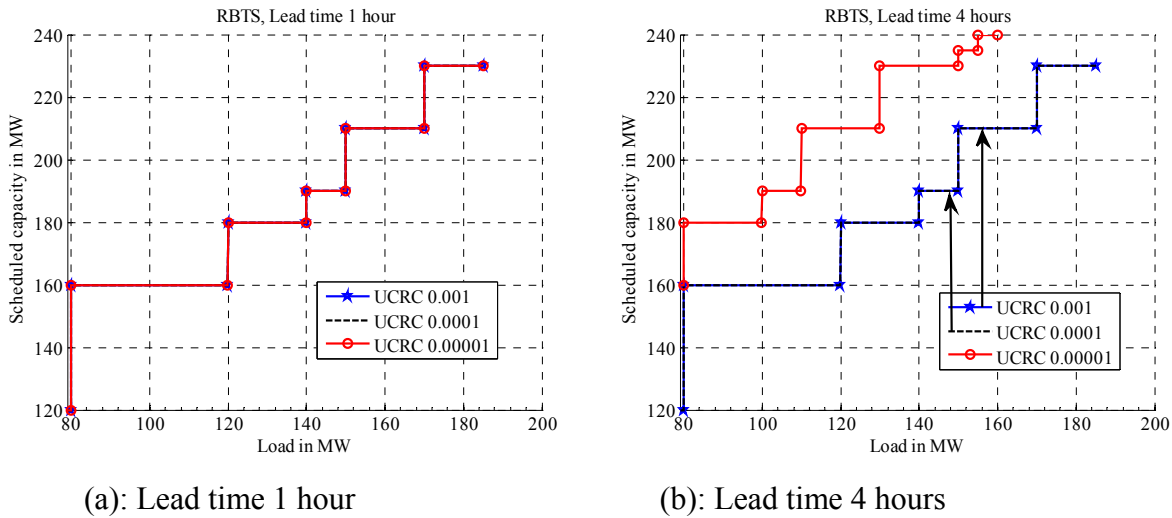 RBTS, Lead time 1 hour
240
220
200
180
160
140
120
80
100
120
140
160
180
200
Scheduled capacity in MW
Load in MW
UCRC 0.001
UCRC 0.0001
UCRC 0.00001
(a): Lead time 1 hour
RBTS, Lead time 4 hours
240
220
200
180
160
140
120
80
100
120
140
160
180
200
Scheduled capacity in MW
Load in MW
UCRC 0.001
UCRC 0.0001
UCRC 0.00001
(b): Lead time 4 hours